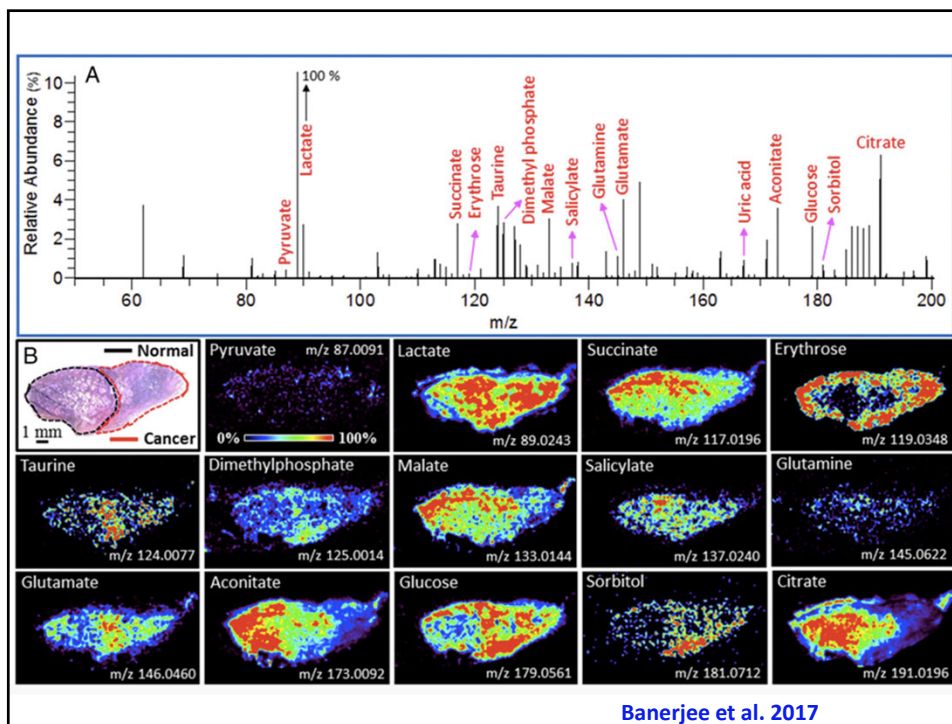 A
100 %
Relative Abundance (%)
10
8
6
4
2
0
Pyruvate
Lactate
Succinate
Erythrose
Taurine
Dimethyl phosphate
Malate
Salicylate
Glutamine
Glutamate
Uric acid
Aconitate
Glucose
Sorbitol
Citrate
60 80 100 120 140 160 180 200
m/z
B
Normal
1 mm
Cancer
Pyruvate m/z 87.0091
0% 100%
Lactate
m/z 89.0243
Succinate
m/z 117.0196
Erythrose
m/z 119.0348
Taurine
m/z 124.0077
Dimethylphosphate
m/z 125.0014
Malate
m/z 133.0144
Salicylate
m/z 137.0240
Glutamine
m/z 145.0622
Glutamate
m/z 146.0460
Aconitate
m/z 173.0092
Glucose
m/z 179.0561
Sorbitol
m/z 181.0712
Citrate
m/z 191.0196
Banerjee et al. 2017